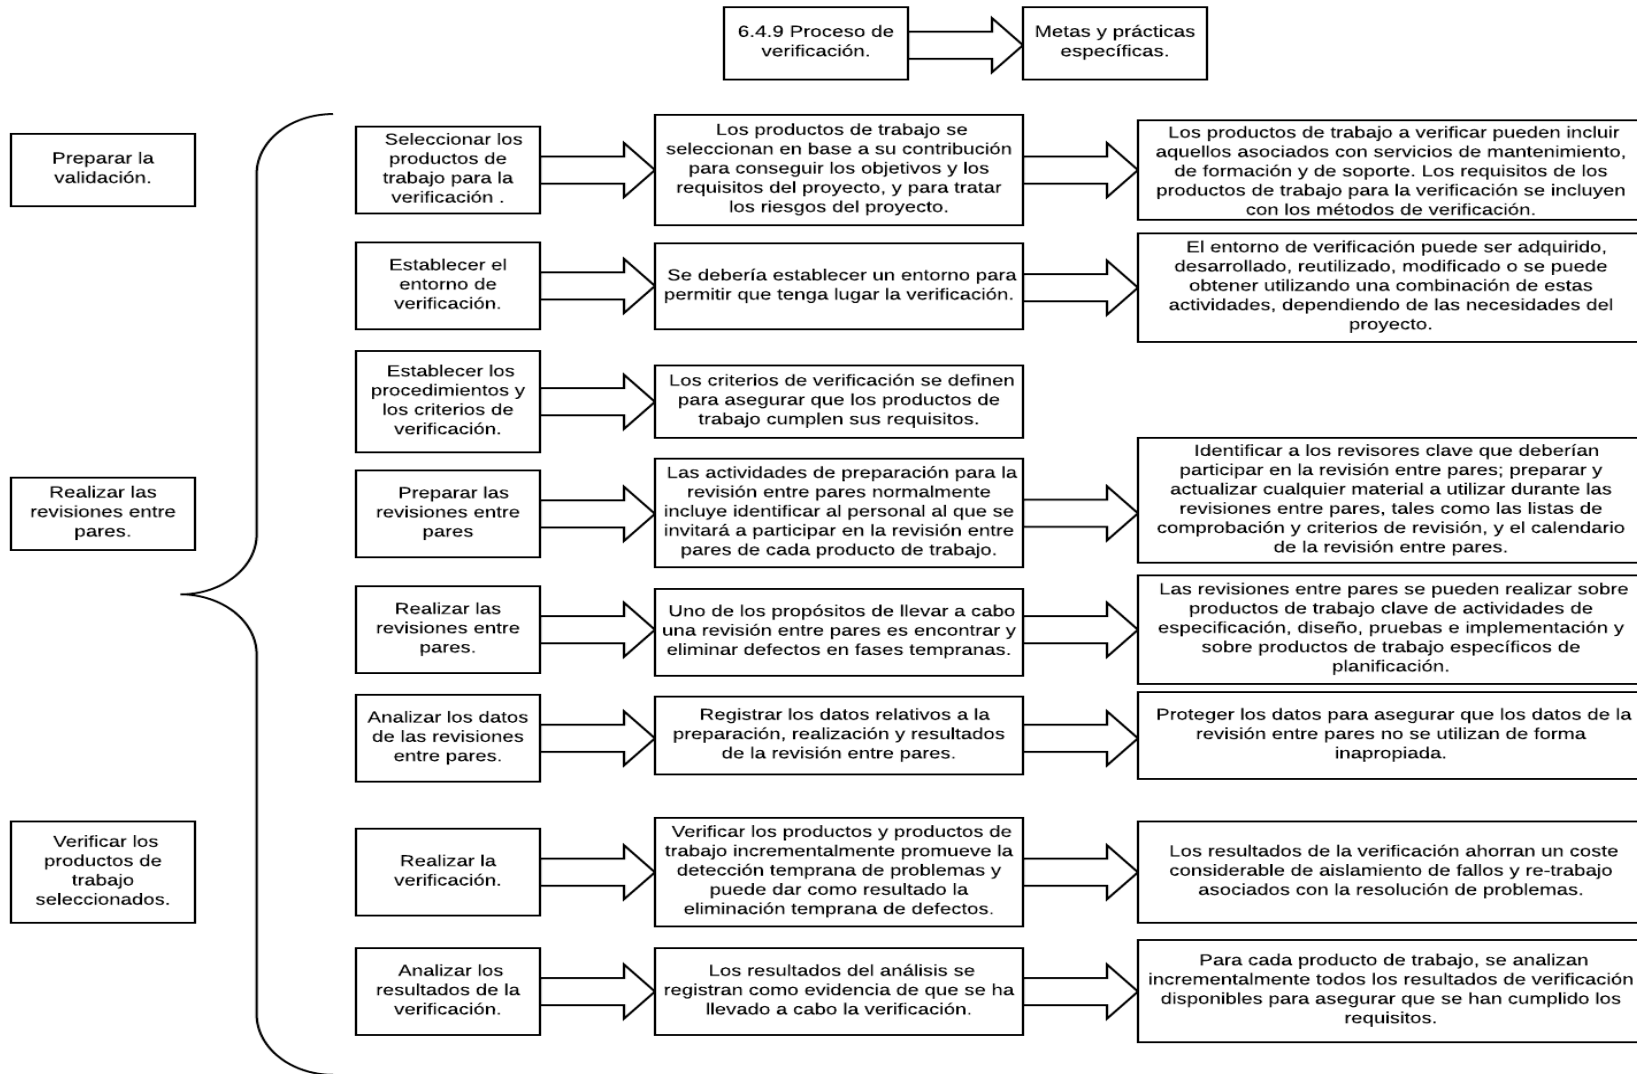 6.4.9 Proceso de
verificación.
Metas y prácticas
específicas.
Preparar la
validación.
Seleccionar los
productos de
trabajo para la
verificación .
Los productos de trabajo se
seleccionan en base a su contribución
para conseguir los objetivos y los
requisitos del proyecto, y para tratar
los riesgos del proyecto.
Los productos de trabajo a verificar pueden incluir
aquellos asociados con servicios de mantenimiento,
de formación y de soporte. Los requisitos de los
productos de trabajo para la verificación se incluyen
con los métodos de verificación.
Establecer el
entorno de
verificación.
Se debería establecer un entorno para
permitir que tenga lugar la verificación.
El entorno de verificación puede ser adquirido,
desarrollado, reutilizado, modificado o se puede
obtener utilizando una combinación de estas
actividades, dependiendo de las necesidades del
proyecto.
Establecer los
procedimientos y
los criterios de
verificación.
Los criterios de verificación se definen
para asegurar que los productos de
trabajo cumplen sus requisitos.
Realizar las
revisiones entre
pares.
Preparar las
revisiones entre
pares
Las actividades de preparación para la
revisión entre pares normalmente
incluye identificar al personal al que se
invitará a participar en la revisión entre
pares de cada producto de trabajo.
Identificar a los revisores clave que deberían
participar en la revisión entre pares; preparar y
actualizar cualquier material a utilizar durante las
revisiones entre pares, tales como las listas de
comprobación y criterios de revisión, y el calendario
de la revisión entre pares.
Realizar las
revisiones entre
pares.
Uno de los propósitos de llevar a cabo
una revisión entre pares es encontrar y
eliminar defectos en fases tempranas.
Las revisiones entre pares se pueden realizar sobre
productos de trabajo clave de actividades de
especificación, diseño, pruebas e implementación y
sobre productos de trabajo específicos de
planificación.
Analizar los datos
de las revisiones
entre pares.
Registrar los datos relativos a la
preparación, realización y resultados
de la revisión entre pares.
Proteger los datos para asegurar que los datos de la
revisión entre pares no se utilizan de forma
inapropiada.
Verificar los
productos de
trabajo
seleccionados.
Realizar la
verificación.
Verificar los productos y productos de
trabajo incrementalmente promueve la
detección temprana de problemas y
puede dar como resultado la
eliminación temprana de defectos.
Los resultados de la verificación ahorran un coste
considerable de aislamiento de fallos y re-trabajo
asociados con la resolución de problemas.
Analizar los
resultados de la
verificación.
Los resultados del análisis se
registran como evidencia de que se ha
llevado a cabo la verificación.
Para cada producto de trabajo, se analizan
incrementalmente todos los resultados de verificación
disponibles para asegurar que se han cumplido los
requisitos.